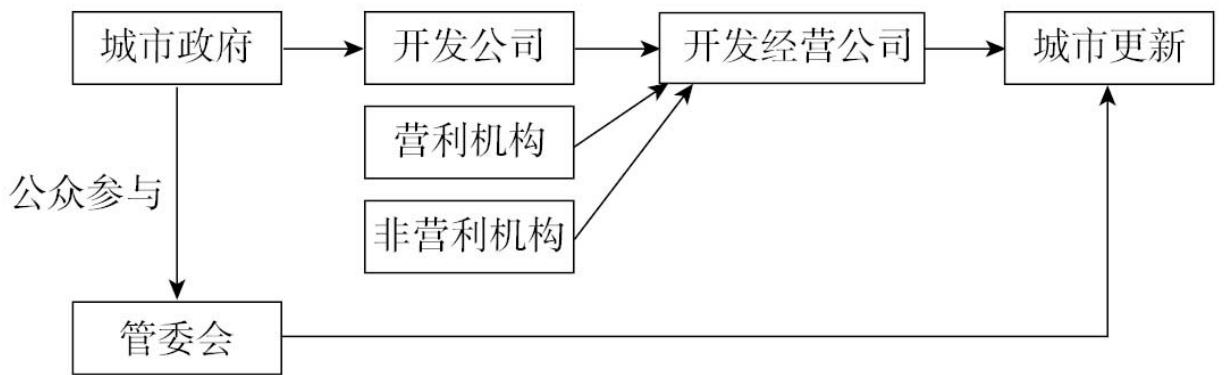 城市政府
开发公司
开发经营公司
城市更新
营利机构
公众参与
非营利机构
管委会